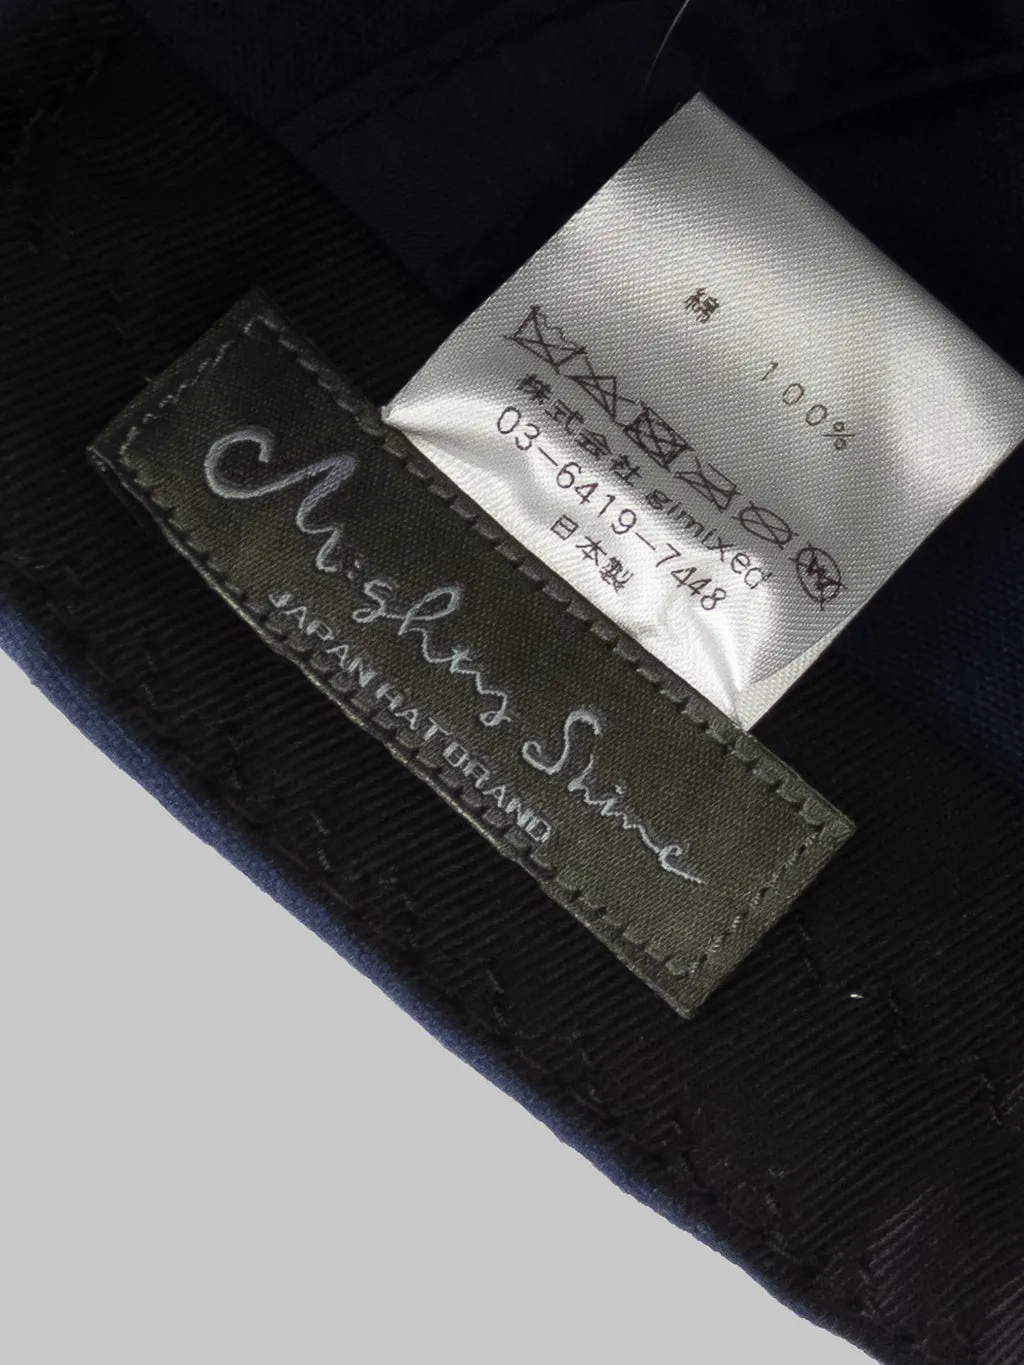 綿
100%
株式会社 gimixed
03-6419-7448
日本製
Mighty Shine
JAPAN HAT BRAND